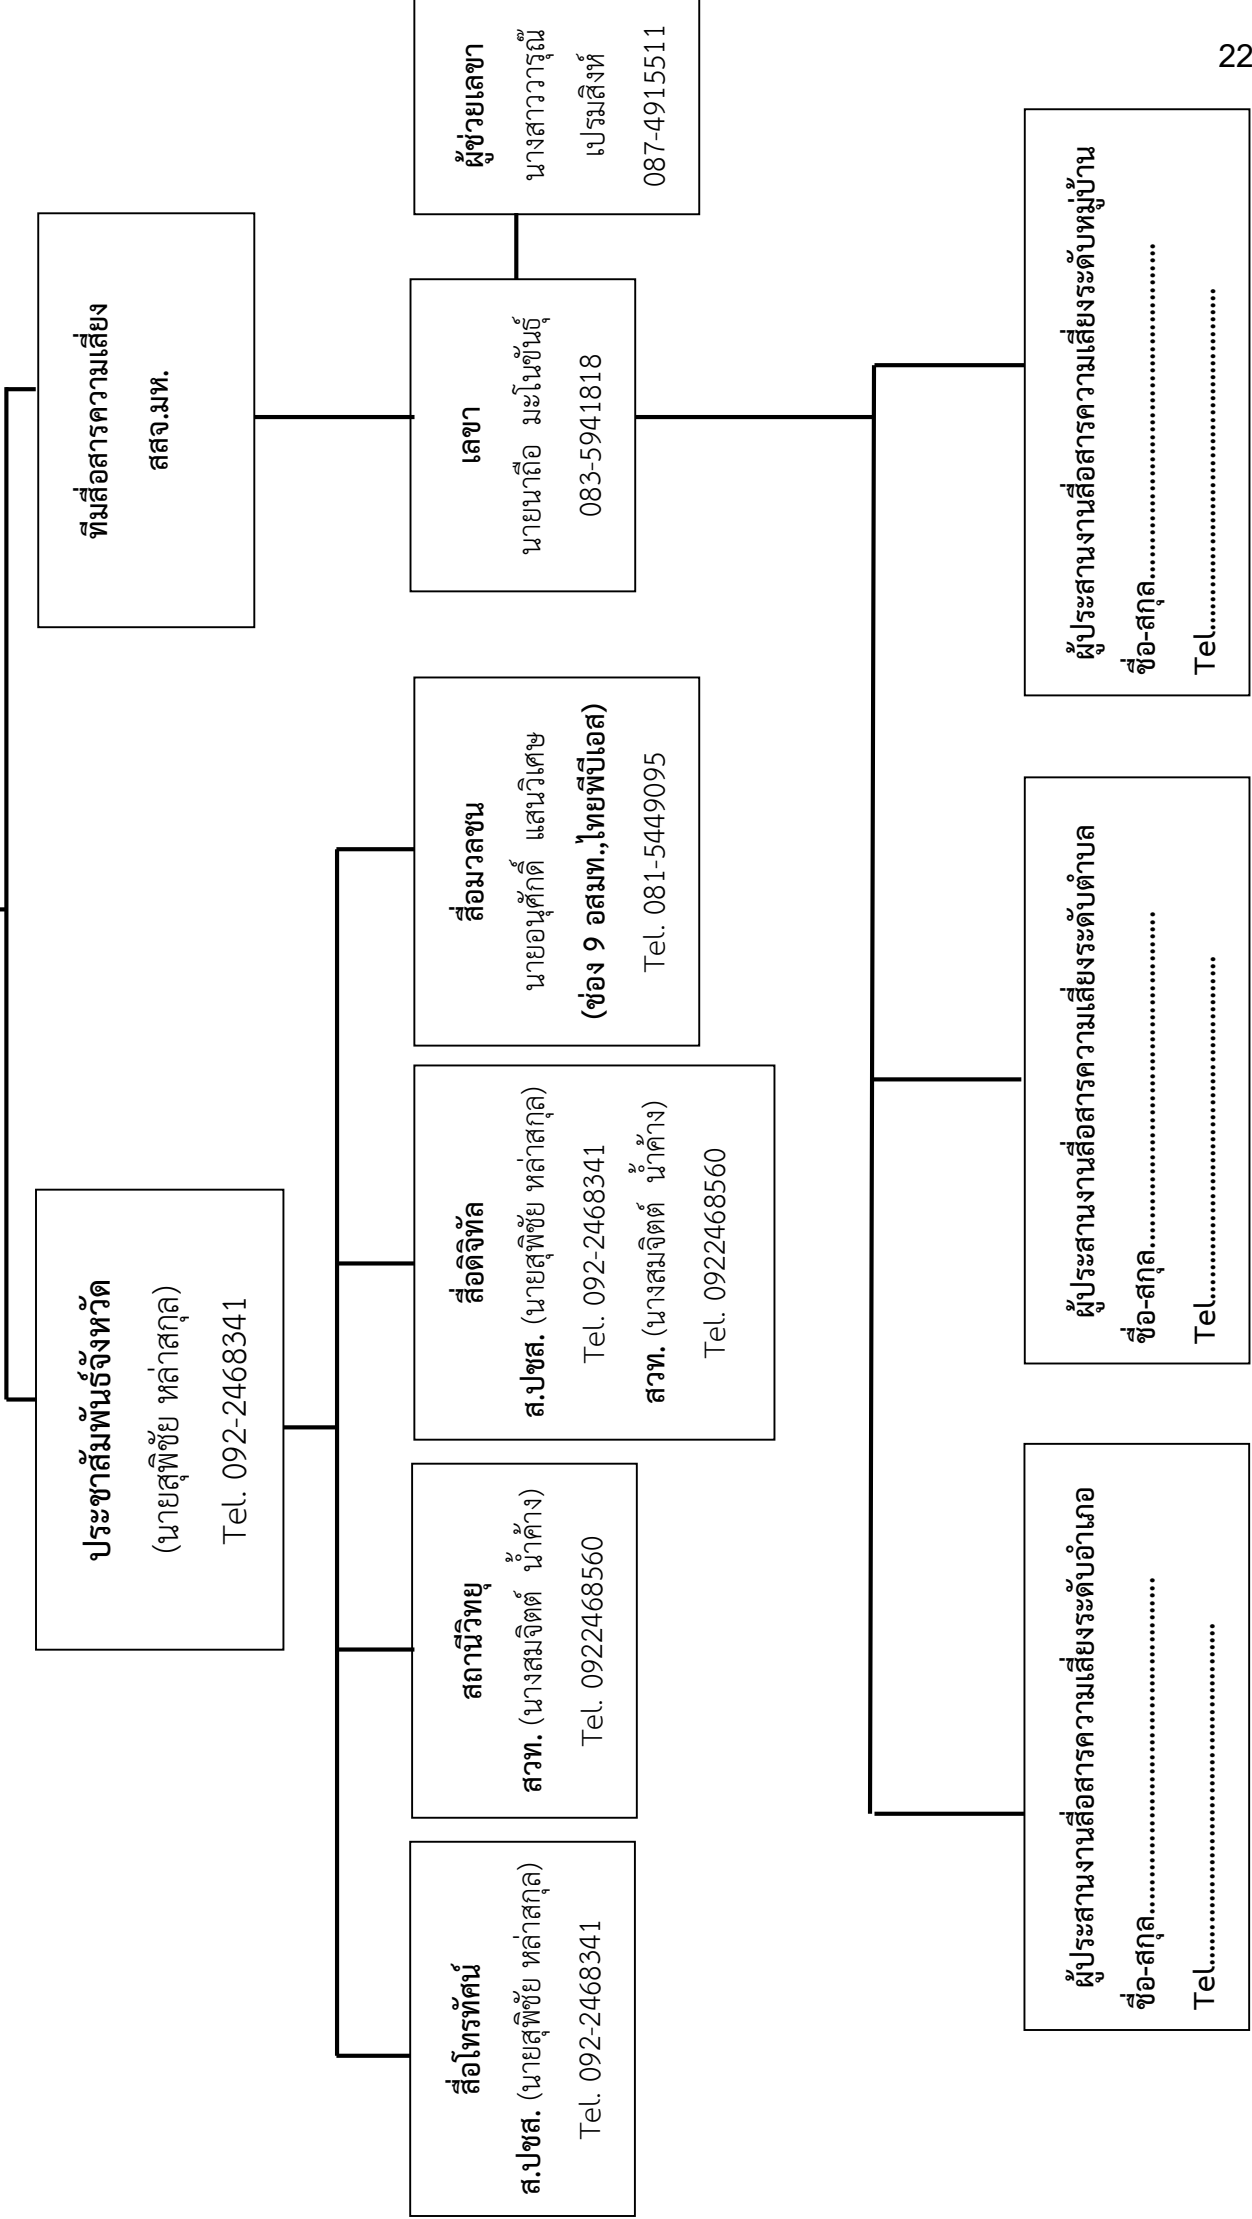 22
ประชาสัมพันธ์จังหวัด
(นายสุพิชัย หล่าสกุล)
Tel. 092-2468341
ทีมสื่อสารความเสี่ยง
สสจ.มห.
สื่อโทรทัศน์
ส.ปชส. (นายสุพิชัย หล่าสกุล)
Tel. 092-2468341
สถานีวิทยุ
สวท. (นางสมจิตต์ น้ำค้าง)
Tel. 0922468560
สื่อดิจิทัล
ส.ปชส. (นายสุพิชัย หล่าสกุล)
Tel. 092-2468341
สวท. (นางสมจิตต์ น้ำค้าง)
Tel. 0922468560
สื่อมวลชน
นายอนุศักดิ์ แสนวิเศษ
(ช่อง 9 อสมท.,ไทยพีบีเอส)
Tel. 081-5449095
เลขา
นายนาถือ มะโนขันธุ์
083-5941818
ผู้ช่วยเลขา
นางสาววารุณี
เปรมสิงห์
087-4915511
ผู้ประสานงานสื่อสารความเสี่ยงระดับอำเภอ
ชื่อ-สกุล..........................................................
Tel..........................................................
ผู้ประสานงานสื่อสารความเสี่ยงระดับตำบล
ชื่อ-สกุล..........................................................
Tel..........................................................
ผู้ประสานงานสื่อสารความเสี่ยงระดับหมู่บ้าน
ชื่อ-สกุล..........................................................
Tel..........................................................